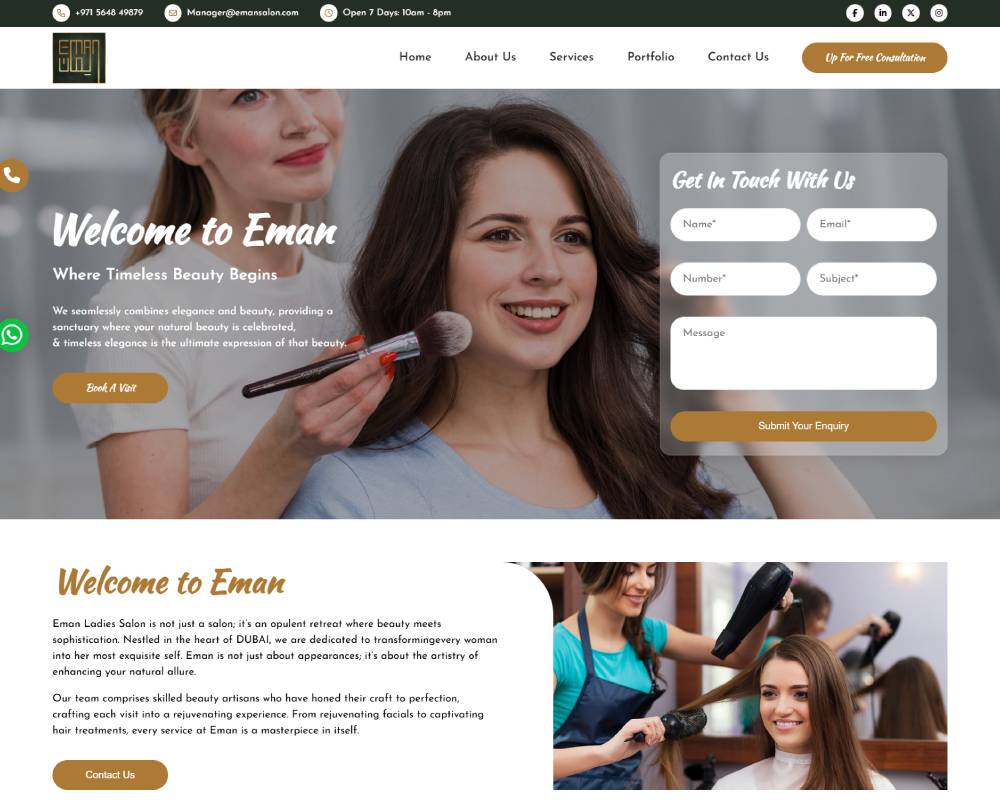 +971 5648 49879
Manager@emansalon.com
Open 7 Days: 10am - 8pm
EMAN
Home
About Us
Services
Portfolio
Contact Us
Up For Free Consultation
Welcome to Eman
Where Timeless Beauty Begins
We seamlessly combines elegance and beauty, providing a
sanctuary where your natural beauty is celebrated,
& timeless elegance is the ultimate expression of that beauty.
Book A Visit
Get In Touch With Us
Name*
Email*
Number*
Subject*
Message
Submit Your Enquiry
Welcome to Eman
Eman Ladies Salon is not just a salon; it's an opulent retreat where beauty meets
sophistication. Nestled in the heart of DUBAI, we are dedicated to transformingevery woman
into her most exquisite self. Eman is not just about appearances; it's about the artistry of
enhancing your natural allure.
Our team comprises skilled beauty artisans who have honed their craft to perfection,
crafting each visit into a rejuvenating experience. From rejuvenating facials to captivating
hair treatments, every service at Eman is a masterpiece in itself.
Contact Us